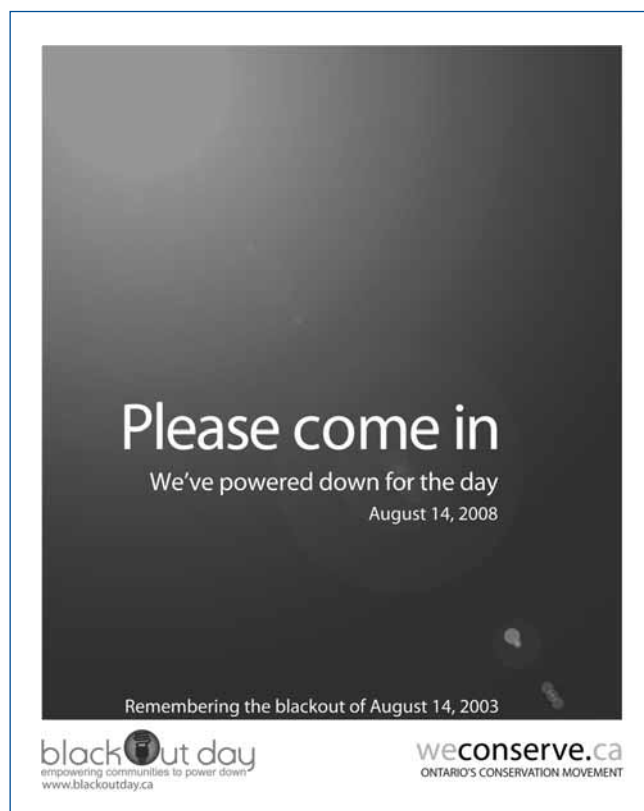 Please come in
We've powered down for the day
August 14, 2008
Remembering the blackout of August 14, 2003
blackOut day
empowering communities to power down
www.blackoutday.ca
weconserve.ca
ONTARIO'S CONSERVATION MOVEMENT